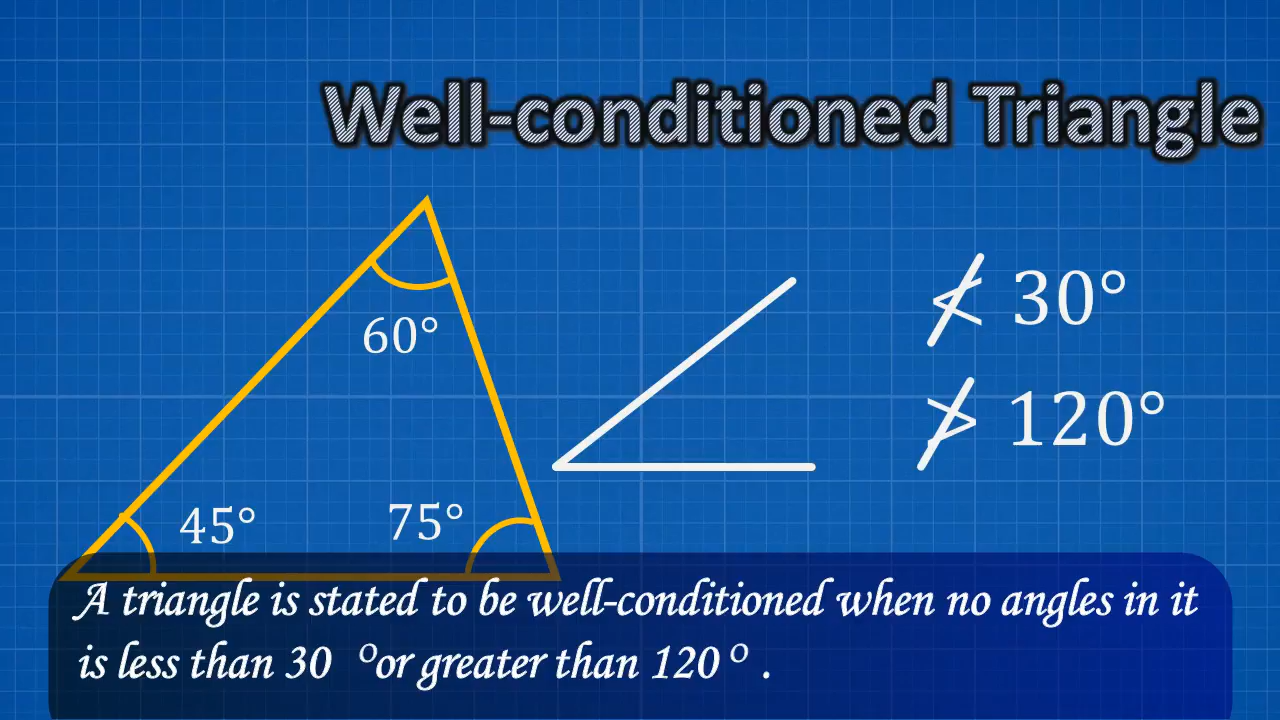 Well-conditioned Triangle
≮ 30°
60°
≯ 120°
45°
75°
A triangle is stated to be well-conditioned when no angles in it
is less than 30 °or greater than 120° .